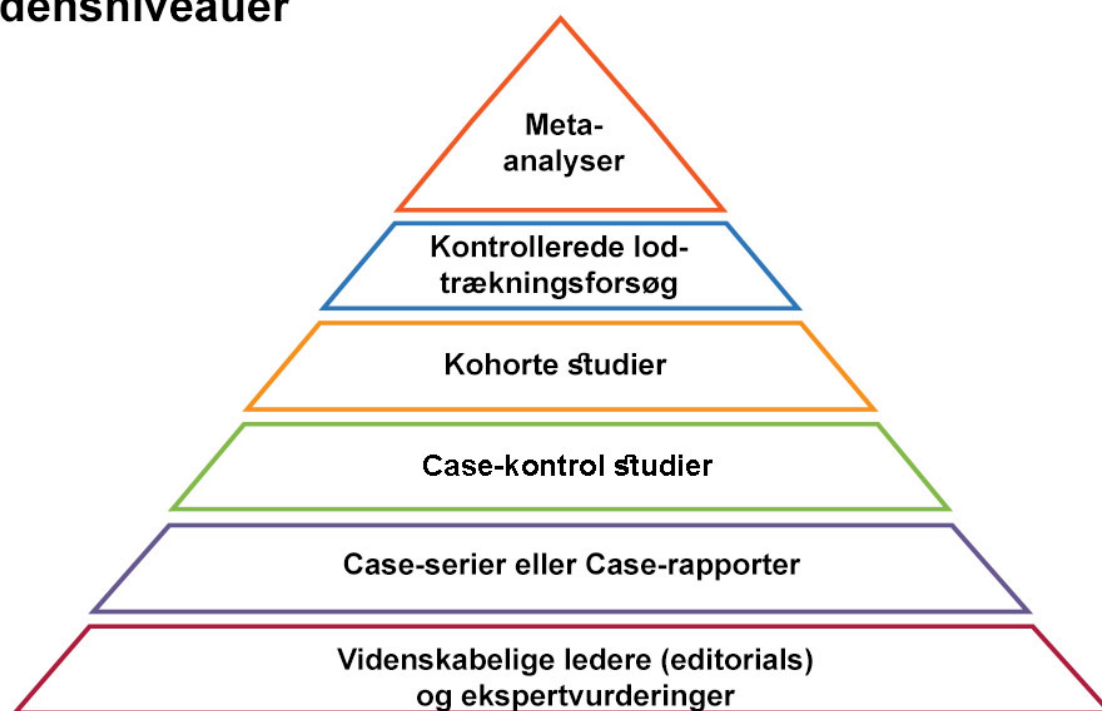 densniveauer
Meta-
analyser
Kontrollerede lod-
trækningsforsøg
Kohorte studier
Case-kontrol studier
Case-serier eller Case-rapporter
Videnskabelige ledere (editorials)
og ekspertvurderinger